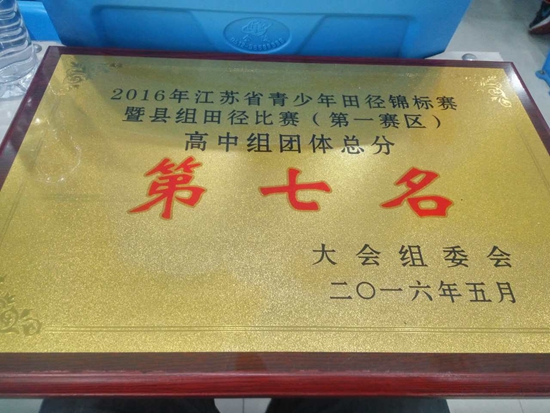 2016年江苏省青少年田径锦标赛
暨县组田径比赛（第一赛区）
高中组团体总分
第七名
大会组委会
二〇一六年五月